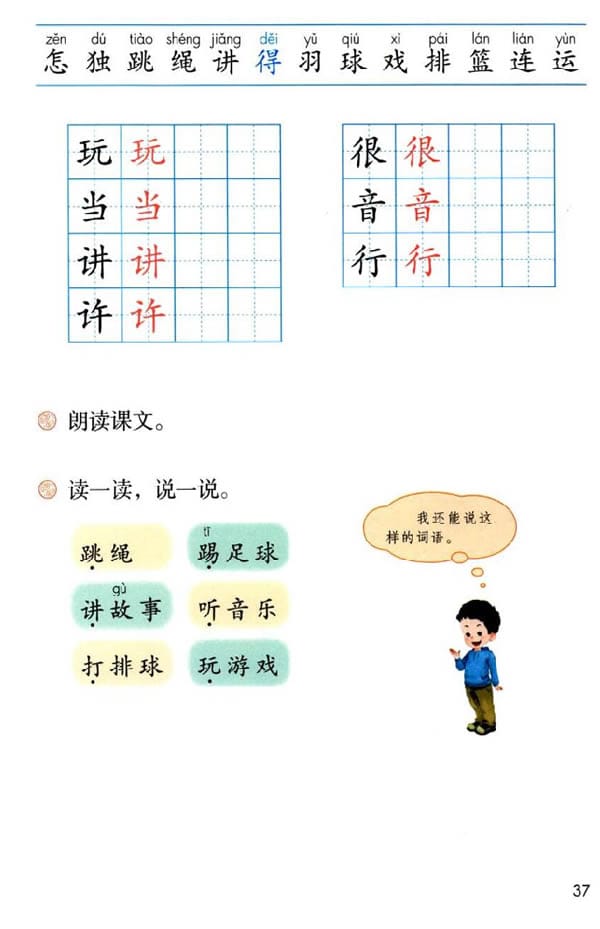 zěn dú tiào shéng jiǎng děi yǔ qiú xì pái lán lián yùn
怎 独 跳 绳 讲 得 羽 球 戏 排 篮 连 运
玩 玩
当 当
讲 讲
许 许
很 很
音 音
行 行
朗读课文。
读一读，说一说。
跳绳
tī
踢足球
gù
讲故事
听音乐
打排球
玩游戏
我还能说这
样的词语。
37